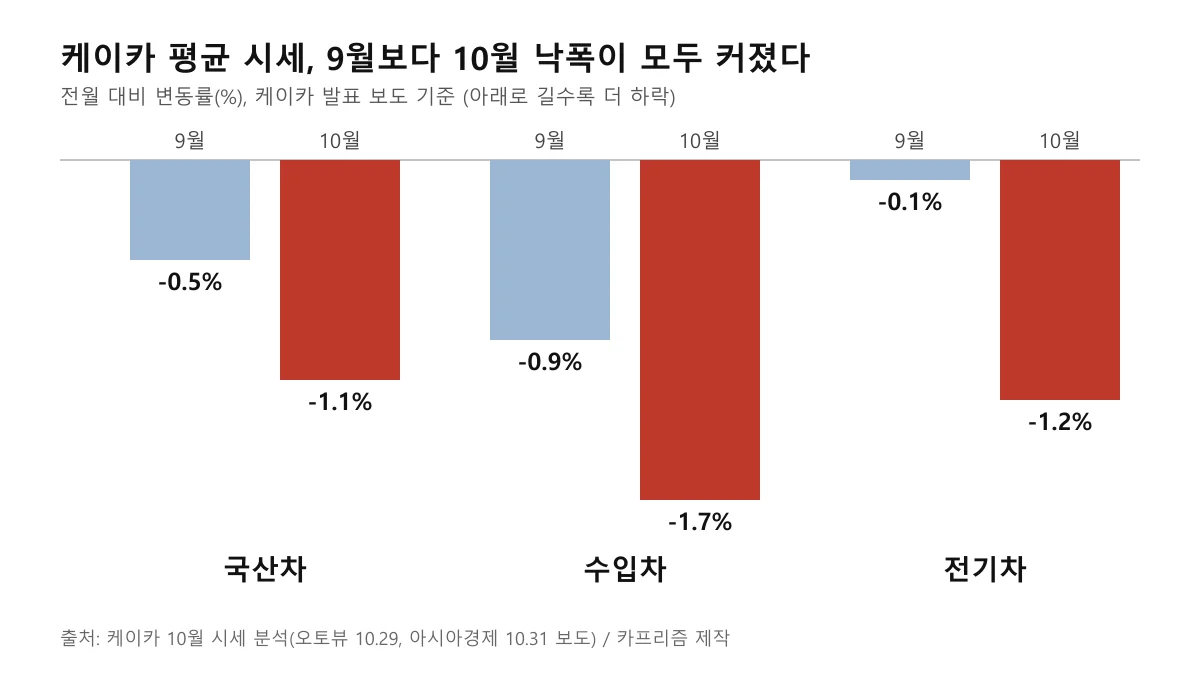 케이카 평균 시세, 9월보다 10월 낙폭이 모두 커졌다
전월 대비 변동률(%), 케이카 발표 보도 기준 (아래로 길수록 더 하락)
9월 10월 9월 10월 9월 10월
-0.5% -1.1% -0.9% -1.7% -0.1% -1.2%
국산차 수입차 전기차
출처: 케이카 10월 시세 분석(오토뷰 10.29, 아시아경제 10.31 보도) / 카프리즘 제작